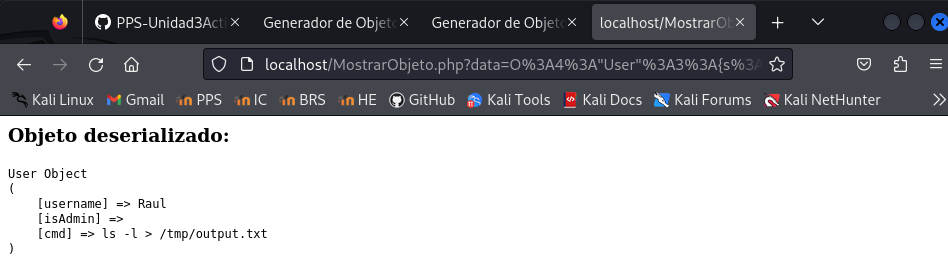 PPS-Unidad3Acti
Generador de Objeto
Generador de Objeto
localhost/MostrarOb
localhost/MostrarObjeto.php?data=O%3A4%3A"User"%3A3%3A{s%3A
Kali Linux
Gmail
PPS
IC
BRS
HE
GitHub
Kali Tools
Kali Docs
Kali Forums
Kali NetHunter
Objeto deserializado:
User Object
(
[username] => Raul
[isAdmin] =>
[cmd] => ls -l > /tmp/output.txt
)